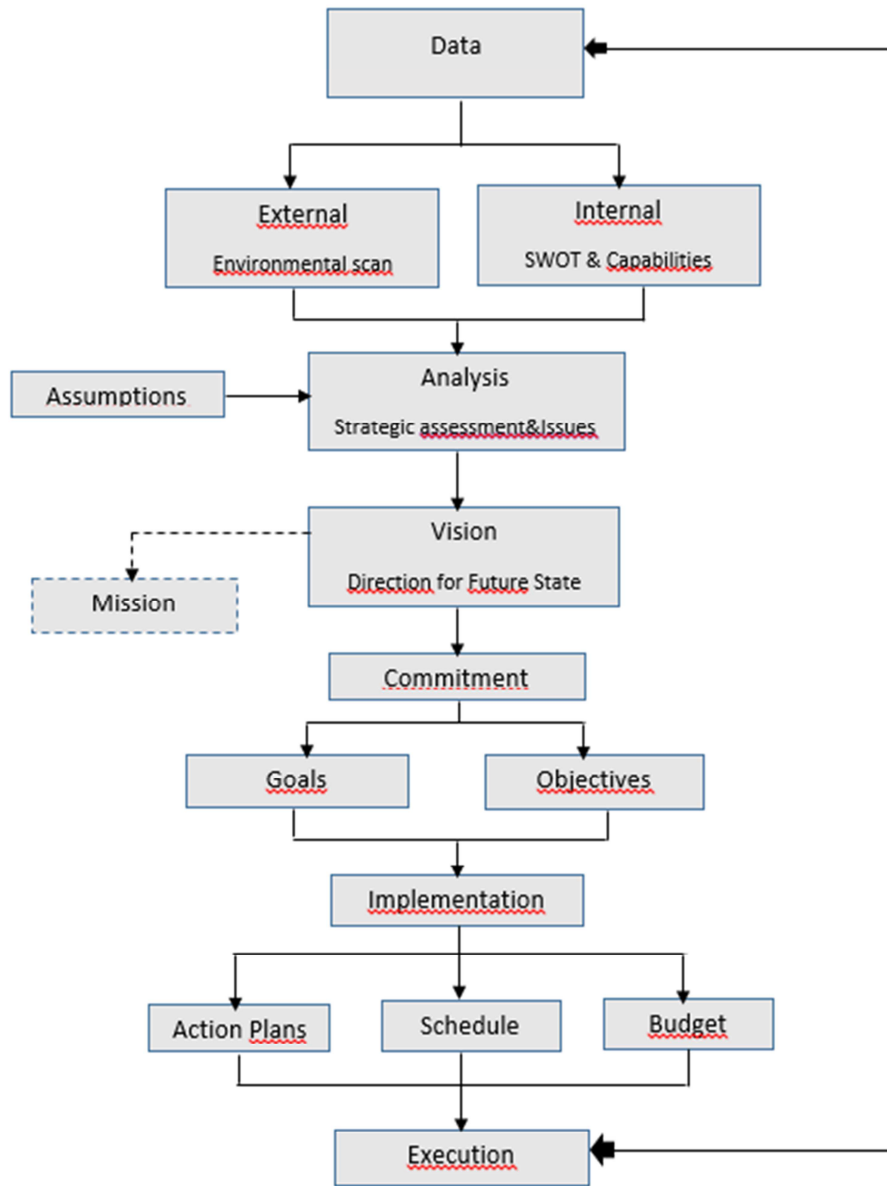 Data
External
Environmental scan
Internal
SWOT & Capabilities
Assumptions
Analysis
Strategic assessment&Issues
Vision
Direction for Future State
Mission
Commitment
Goals
Objectives
Implementation
Action Plans
Schedule
Budget
Execution